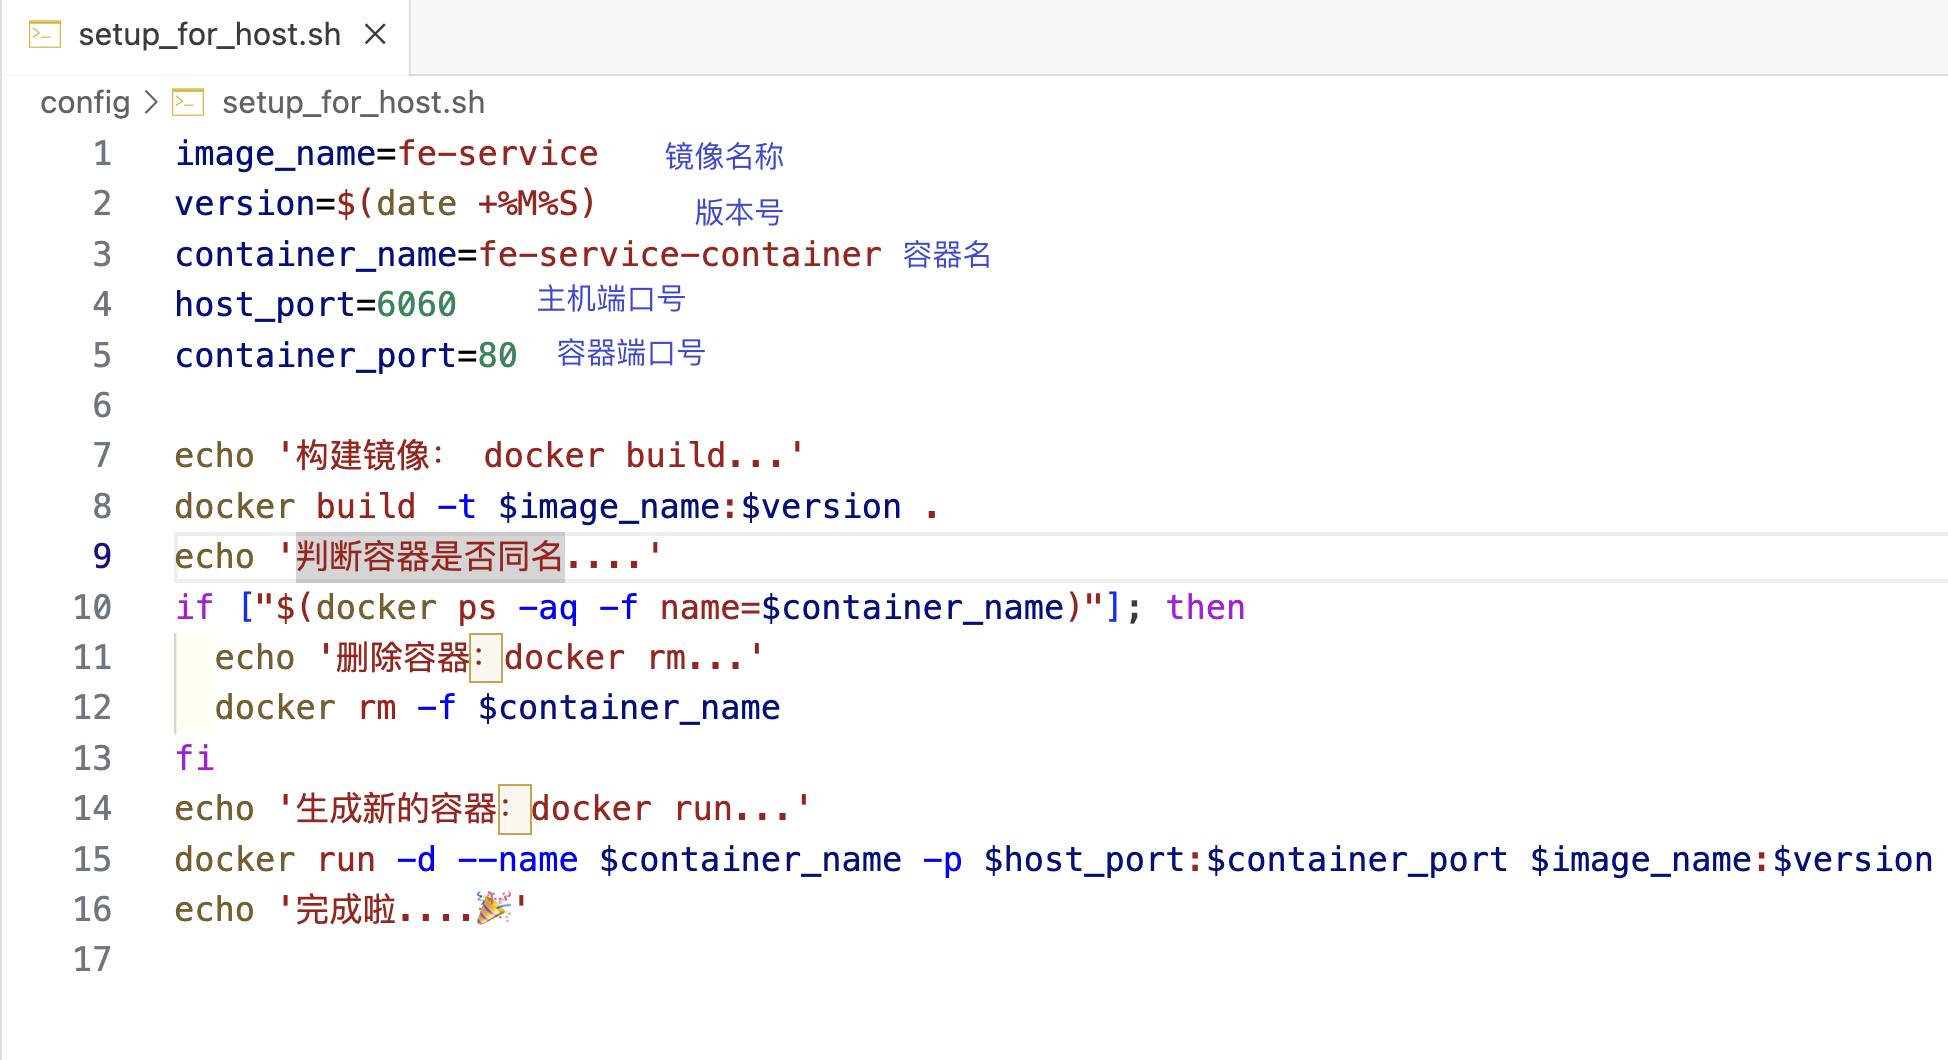 setup_for_host.sh
config > setup_for_host.sh
1 image_name=fe-service 镜像名称
2 version=$(date +%M%S) 版本号
3 container_name=fe-service-container 容器名
4 host_port=6060 主机端口号
5 container_port=80 容器端口号
6
7 echo '构建镜像： docker build...'
8 docker build -t $image_name:$version .
9 echo '判断容器是否同名....'
10 if ["$(docker ps -aq -f name=$container_name)"]; then
11 echo '删除容器：docker rm...'
12 docker rm -f $container_name
13 fi
14 echo '生成新的容器：docker run...'
15 docker run -d --name $container_name -p $host_port:$container_port $image_name:$version
16 echo '完成啦....🎉'
17